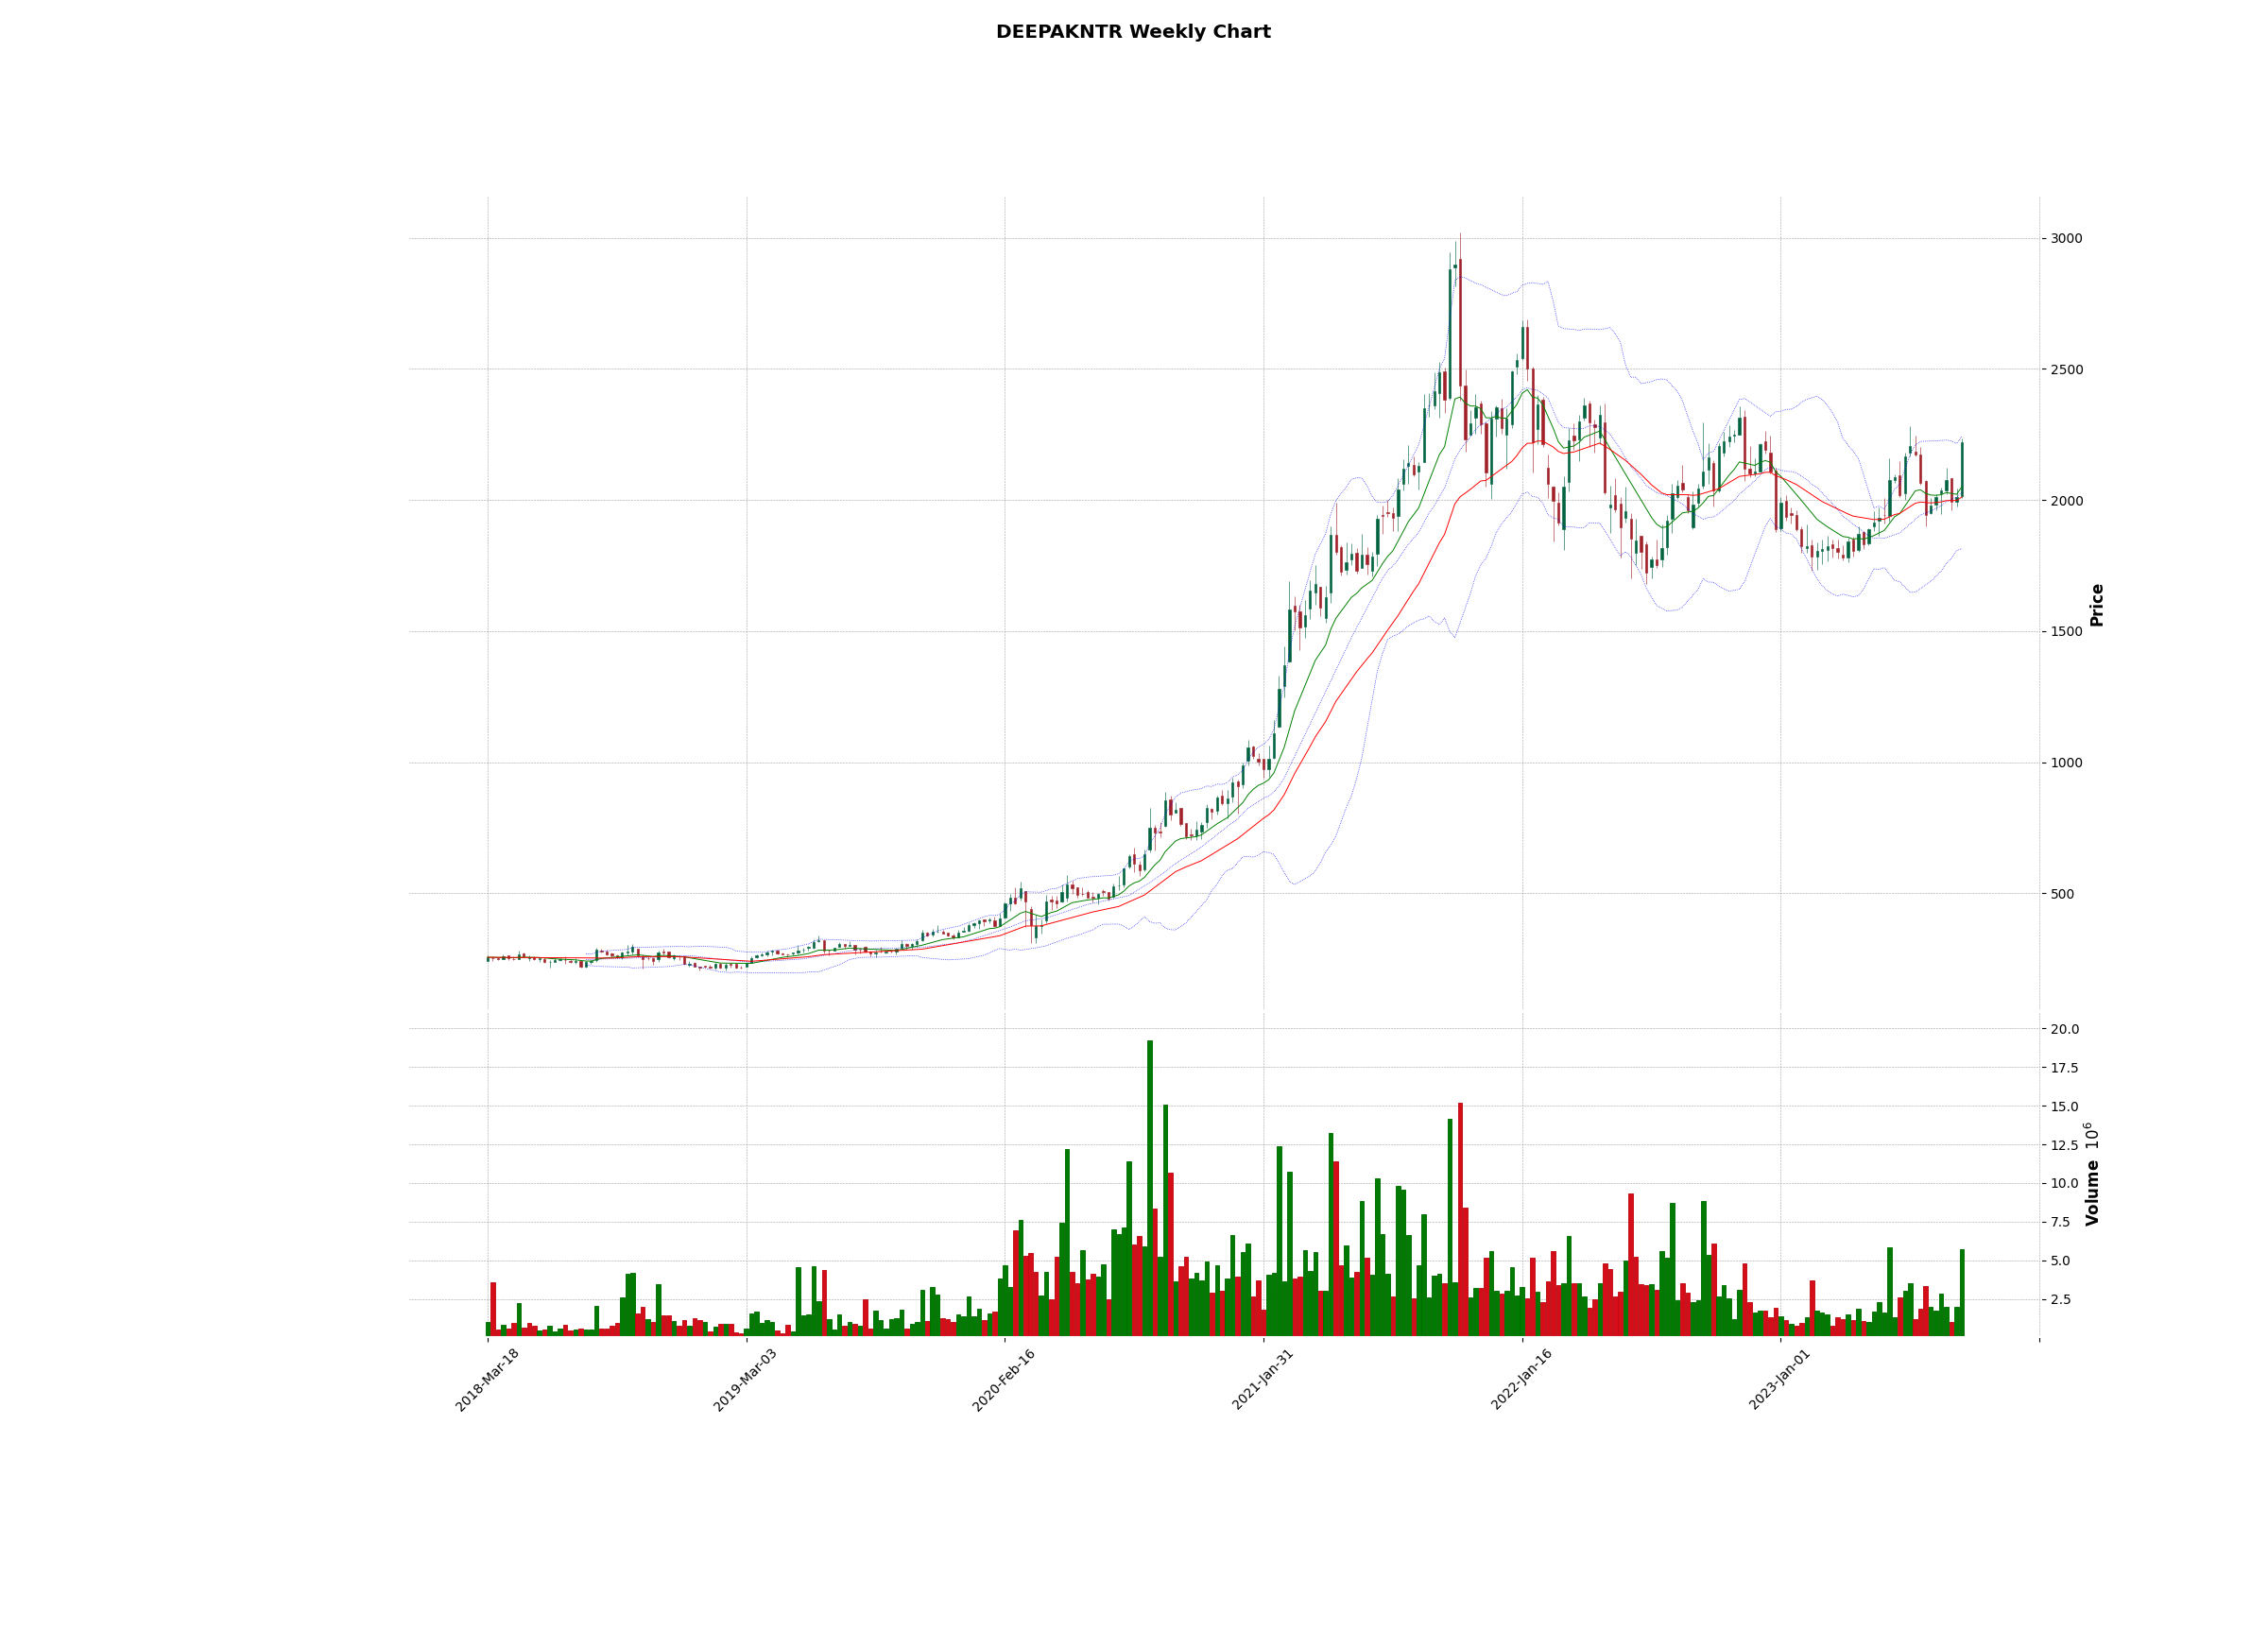 DEEPAKNTR Weekly Chart
3000
2500
2000
1500
1000
500
Price
20.0
17.5
15.0
12.5
10.0
7.5
5.0
2.5
Volume 10^6
2018-Mar-18
2019-Mar-03
2020-Feb-16
2021-Jan-31
2022-Jan-16
2023-Jan-01